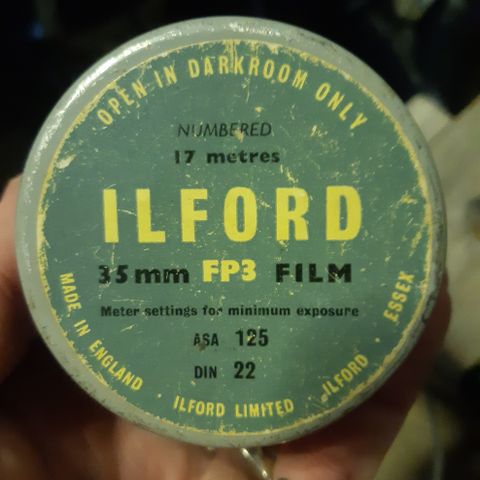 OPEN IN DARKROOM ONLY
NUMBERED
17 metres
ILFORD
35mm FP3 FILM
Meter settings for minimum exposure
ASA 125
DIN 22
MADE IN ENGLAND · ILFORD LIMITED · ILFORD · ESSEX